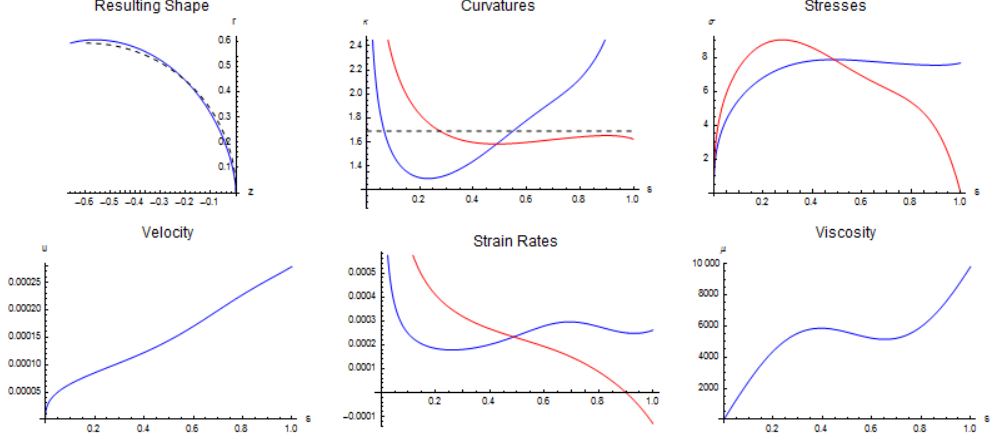 Resulting Shape
r
0.6
0.5
0.4
0.3
0.2
0.1
z
−0.6 −0.5 −0.4 −0.3 −0.2 −0.1
Curvatures
κ
2.4
2.2
2.0
1.8
1.6
1.4
s
0.2 0.4 0.6 0.8 1.0
Stresses
σ
8
6
4
2
s
0.2 0.4 0.6 0.8 1.0
Velocity
u
0.00025
0.00020
0.00015
0.00010
0.00005
s
0.2 0.4 0.6 0.8 1.0
Strain Rates
0.0005
0.0004
0.0003
0.0002
0.0001
−0.0001
s
0.2 0.4 0.6 0.8 1.0
Viscosity
μ
10 000
8000
6000
4000
2000
s
0.2 0.4 0.6 0.8 1.0